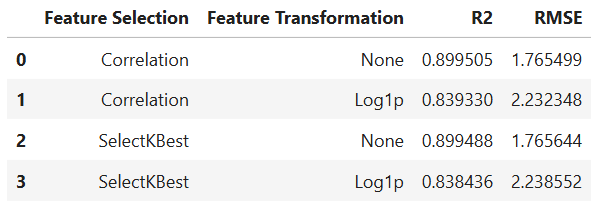 Feature Selection Feature Transformation R2 RMSE
0 Correlation None 0.899505 1.765499
1 Correlation Log1p 0.839330 2.232348
2 SelectKBest None 0.899488 1.765644
3 SelectKBest Log1p 0.838436 2.238552